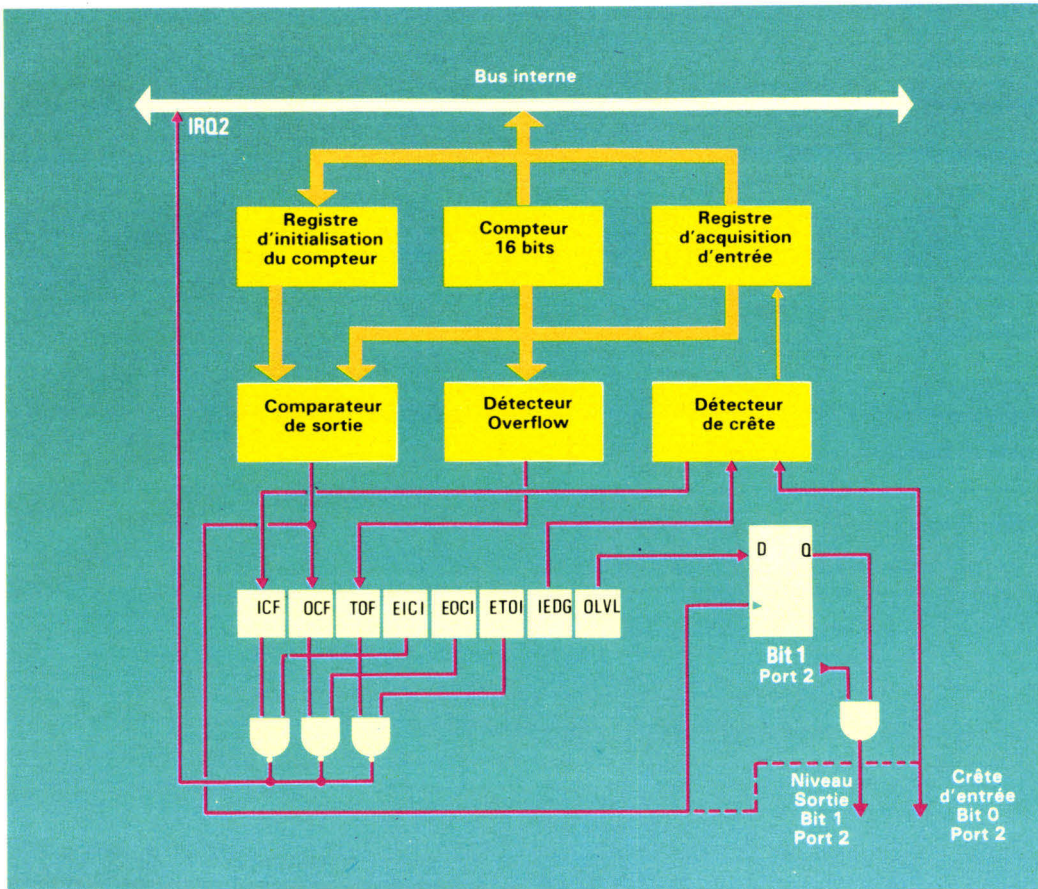 Bus interne
IRQ2
Registre
d'initialisation
du compteur
Compteur
16 bits
Registre
d'acquisition
d'entrée
Comparateur
de sortie
Détecteur
Overflow
Détecteur
de crête
ICF OCF TOF EICI EOCI ETOI IEDG OLVL
D Q
Bit 1
Port 2
Niveau
Sortie
Bit 1
Port 2
Crête
d'entrée
Bit 0
Port 2